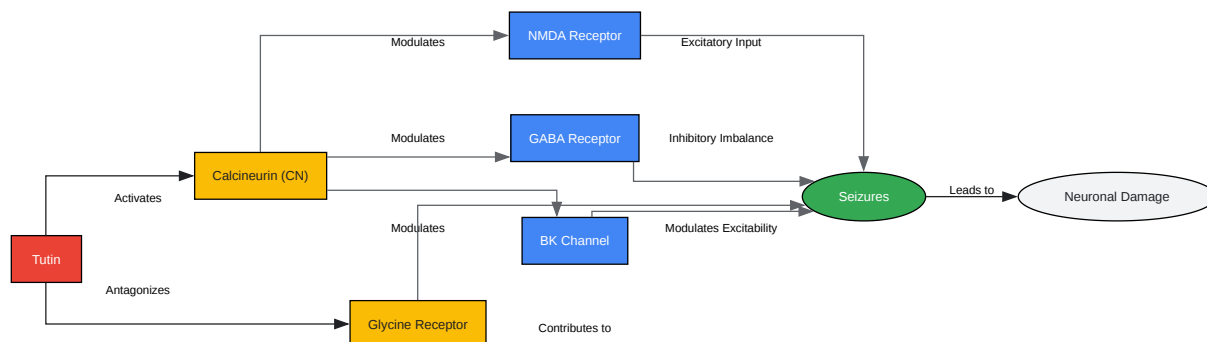 Modulates
NMDA Receptor
Excitatory Input
Modulates
GABA Receptor
Inhibitory Imbalance
Calcineurin (CN)
Activates
Seizures
Leads to
Neuronal Damage
Modulates
BK Channel
Modulates Excitability
Tutin
Antagonizes
Glycine Receptor
Contributes to